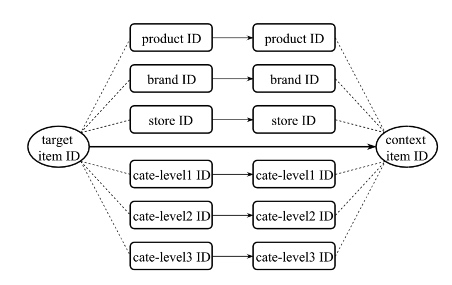 product ID
product ID
brand ID
brand ID
store ID
store ID
target
item ID
context
item ID
cate-level1 ID
cate-level1 ID
cate-level2 ID
cate-level2 ID
cate-level3 ID
cate-level3 ID